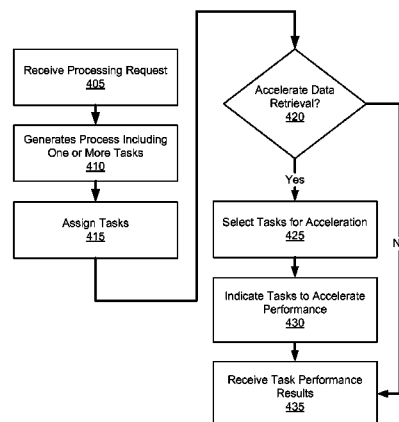 Receive Processing Request
405
Generates Process Including
One or More Tasks
410
Assign Tasks
415
Accelerate Data
Retrieval?
420
Yes
Select Tasks for Acceleration
425
Indicate Tasks to Accelerate
Performance
430
Receive Task Performance
Results
435